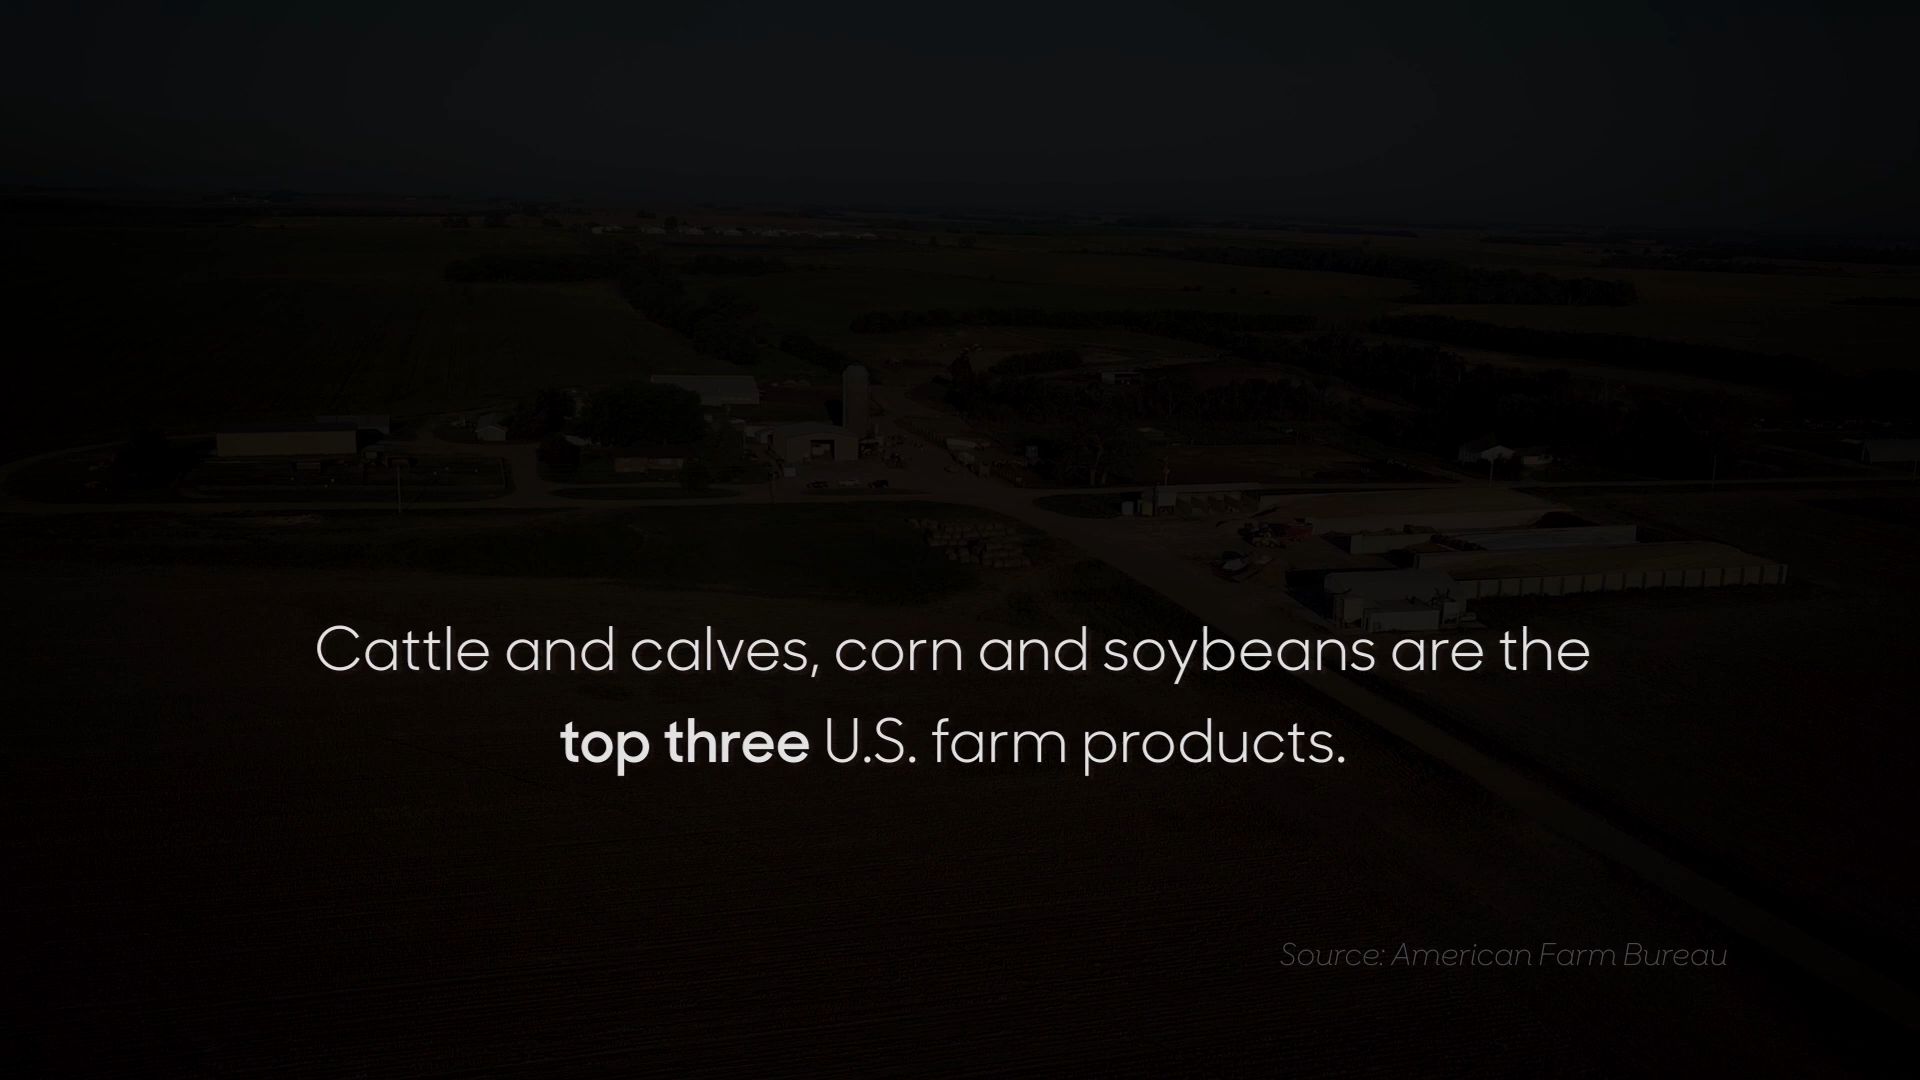 Cattle and calves, corn and soybeans are the
top three U.S. farm products.
Source: American Farm Bureau